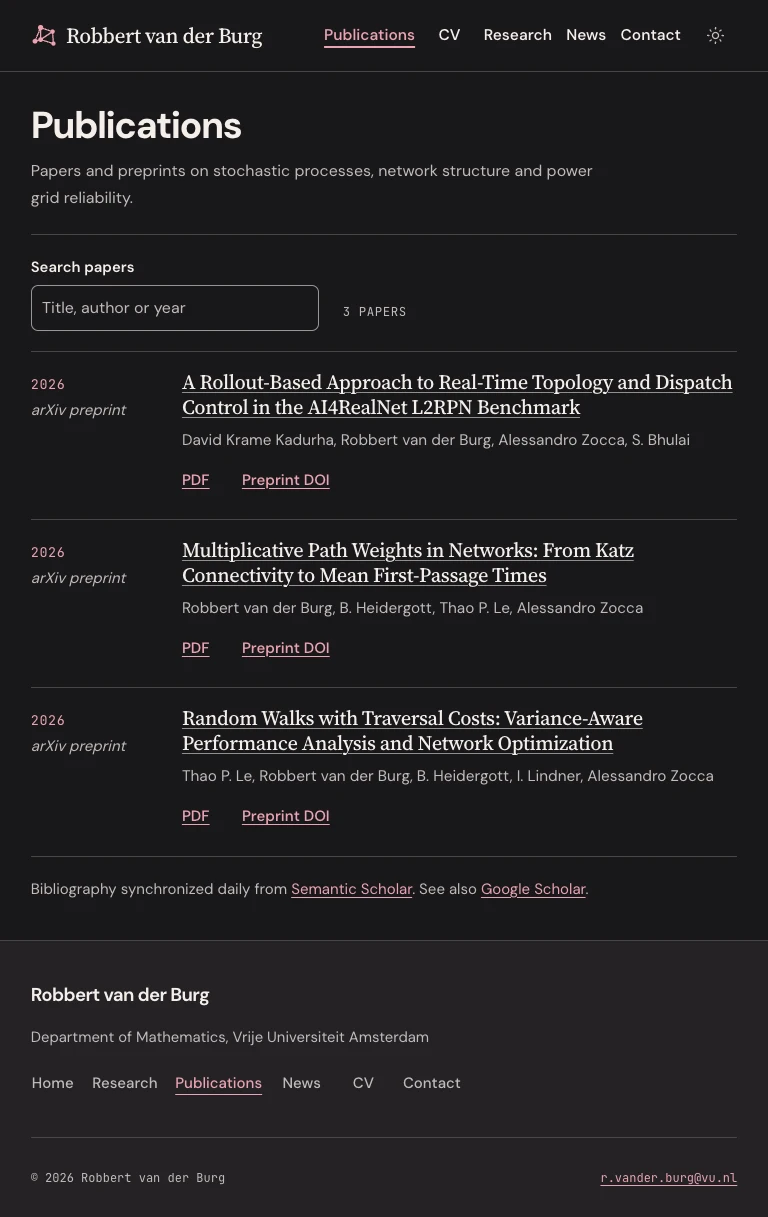 Robbert van der Burg
Publications CV Research News Contact
Publications
Papers and preprints on stochastic processes, network structure and power
grid reliability.
Search papers
Title, author or year
3 PAPERS
2026
arXiv preprint
A Rollout-Based Approach to Real-Time Topology and Dispatch
Control in the AI4RealNet L2RPN Benchmark
David Krame Kadurha, Robbert van der Burg, Alessandro Zocca, S. Bhulai
PDF Preprint DOI
2026
arXiv preprint
Multiplicative Path Weights in Networks: From Katz
Connectivity to Mean First-Passage Times
Robbert van der Burg, B. Heidergott, Thao P. Le, Alessandro Zocca
PDF Preprint DOI
2026
arXiv preprint
Random Walks with Traversal Costs: Variance-Aware
Performance Analysis and Network Optimization
Thao P. Le, Robbert van der Burg, B. Heidergott, I. Lindner, Alessandro Zocca
PDF Preprint DOI
Bibliography synchronized daily from Semantic Scholar. See also Google Scholar.
Robbert van der Burg
Department of Mathematics, Vrije Universiteit Amsterdam
Home Research Publications News CV Contact
© 2026 Robbert van der Burg
r.vander.burg@vu.nl